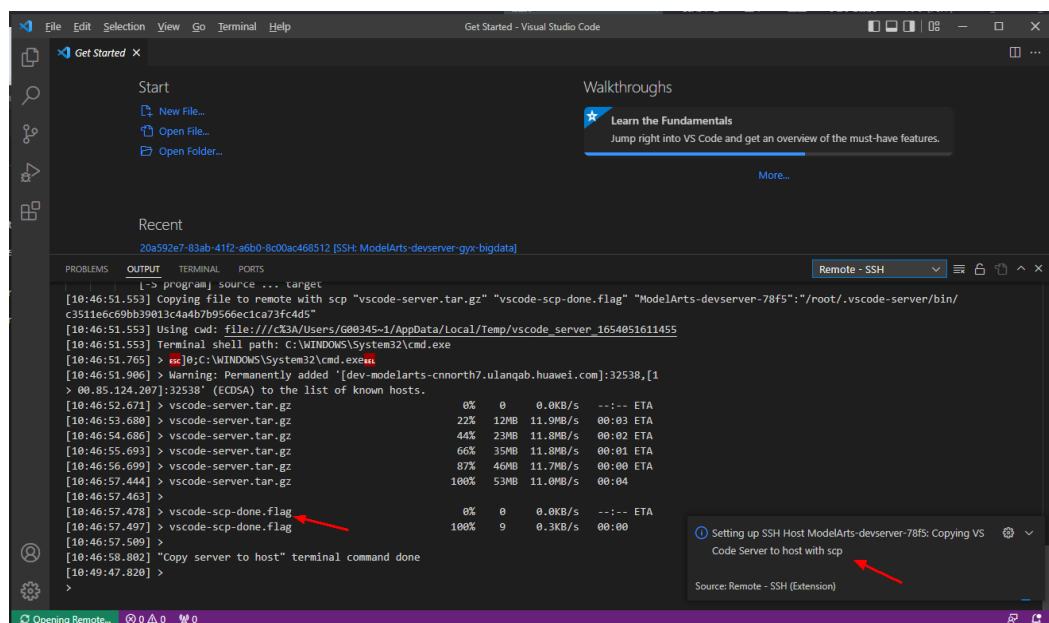 File Edit Selection View Go Terminal Help
Get Started - Visual Studio Code
Get Started
Start
New File...
Open File...
Open Folder...
Walkthroughs
Learn the Fundamentals
Jump right into VS Code and get an overview of the must-have features.
More...
Recent
20a592e7-83ab-41f2-a6b0-8c00ac468512 [SSH: ModelArts-devserver-gyx-bigdata]
PROBLEMS OUTPUT TERMINAL PORTS
Remote - SSH
[-S program] source ... target
[10:46:51.553] Copying file to remote with scp "vscode-server.tar.gz" "vscode-scp-done.flag" "ModelArts-devserver-78f5":"/root/.vscode-server/bin/
c3511e6c69bb39013c4a4b7b9566ec1ca73fc4d5"
[10:46:51.553] Using cwd: file:///c%3A/Users/G00345~1/AppData/Local/Temp/vscode_server_1654051611455
[10:46:51.553] Terminal shell path: C:\WINDOWS\System32\cmd.exe
[10:46:51.765] > ESC]0;C:\WINDOWS\System32\cmd.exeBEL
[10:46:51.906] > Warning: Permanently added '[dev-modelarts-cnnorth7.ulanqab.huawei.com]:32538,[1
> 00.85.124.207]:32538' (ECDSA) to the list of known hosts.
[10:46:52.671] > vscode-server.tar.gz 0% 0 0.0KB/s --:-- ETA
[10:46:53.680] > vscode-server.tar.gz 22% 12MB 11.9MB/s 00:03 ETA
[10:46:54.686] > vscode-server.tar.gz 44% 23MB 11.8MB/s 00:02 ETA
[10:46:55.693] > vscode-server.tar.gz 66% 35MB 11.8MB/s 00:01 ETA
[10:46:56.699] > vscode-server.tar.gz 87% 46MB 11.7MB/s 00:00 ETA
[10:46:57.444] > vscode-server.tar.gz 100% 53MB 11.0MB/s 00:04
[10:46:57.463] >
[10:46:57.478] > vscode-scp-done.flag 0% 0 0.0KB/s --:-- ETA
[10:46:57.497] > vscode-scp-done.flag 100% 9 0.3KB/s 00:00
[10:46:57.509] >
[10:46:58.802] "Copy server to host" terminal command done
[10:49:47.820] >
>
Setting up SSH Host ModelArts-devserver-78f5: Copying VS
Code Server to host with scp
Source: Remote - SSH (Extension)
Opening Remote... 0 0 0